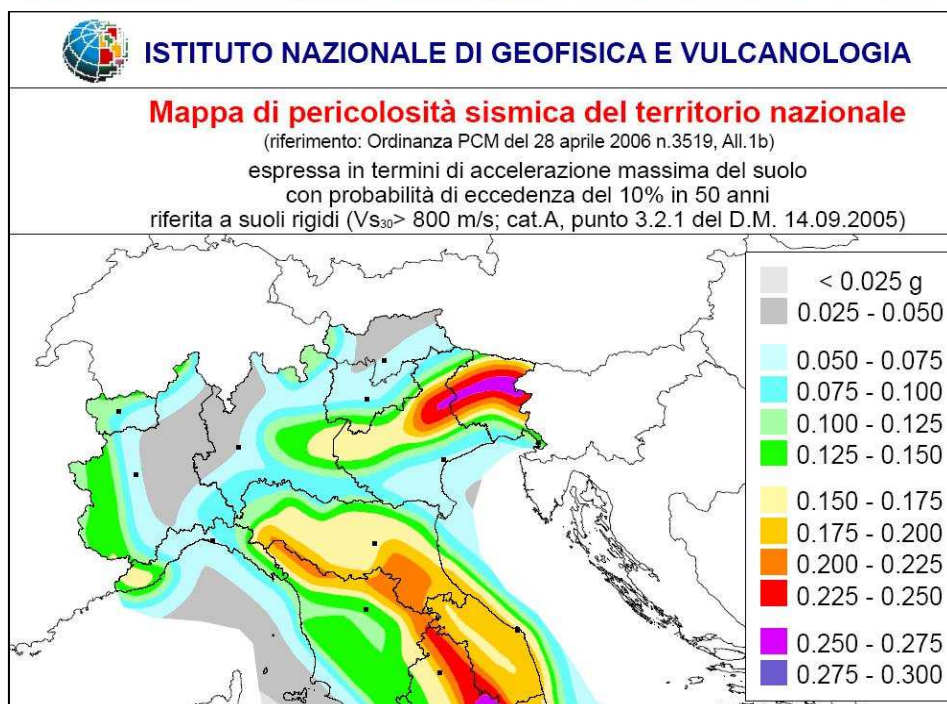 ISTITUTO NAZIONALE DI GEOFISICA E VULCANOLOGIA
Mappa di pericolosità sismica del territorio nazionale
(riferimento: Ordinanza PCM del 28 aprile 2006 n.3519, All.1b)
espressa in termini di accelerazione massima del suolo
con probabilità di eccedenza del 10% in 50 anni
riferita a suoli rigidi (Vs₃₀> 800 m/s; cat.A, punto 3.2.1 del D.M. 14.09.2005)
< 0.025 g
0.025 - 0.050
0.050 - 0.075
0.075 - 0.100
0.100 - 0.125
0.125 - 0.150
0.150 - 0.175
0.175 - 0.200
0.200 - 0.225
0.225 - 0.250
0.250 - 0.275
0.275 - 0.300